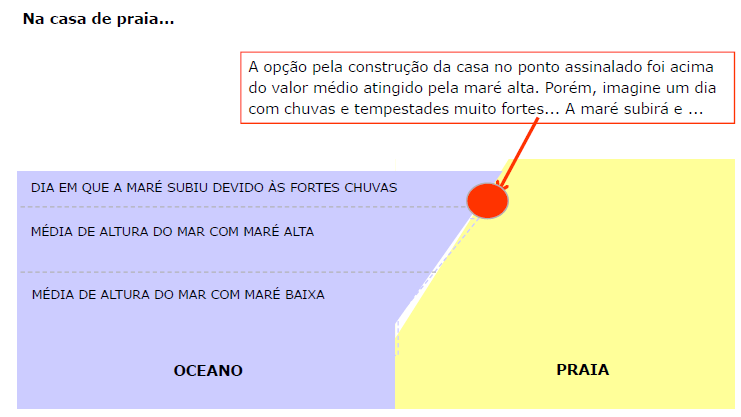 Na casa de praia...
A opção pela construção da casa no ponto assinalado foi acima
do valor médio atingido pela maré alta. Porém, imagine um dia
com chuvas e tempestades muito fortes... A maré subirá e ...
DIA EM QUE A MARÉ SUBIU DEVIDO ÀS FORTES CHUVAS
MÉDIA DE ALTURA DO MAR COM MARÉ ALTA
MÉDIA DE ALTURA DO MAR COM MARÉ BAIXA
OCEANO
PRAIA